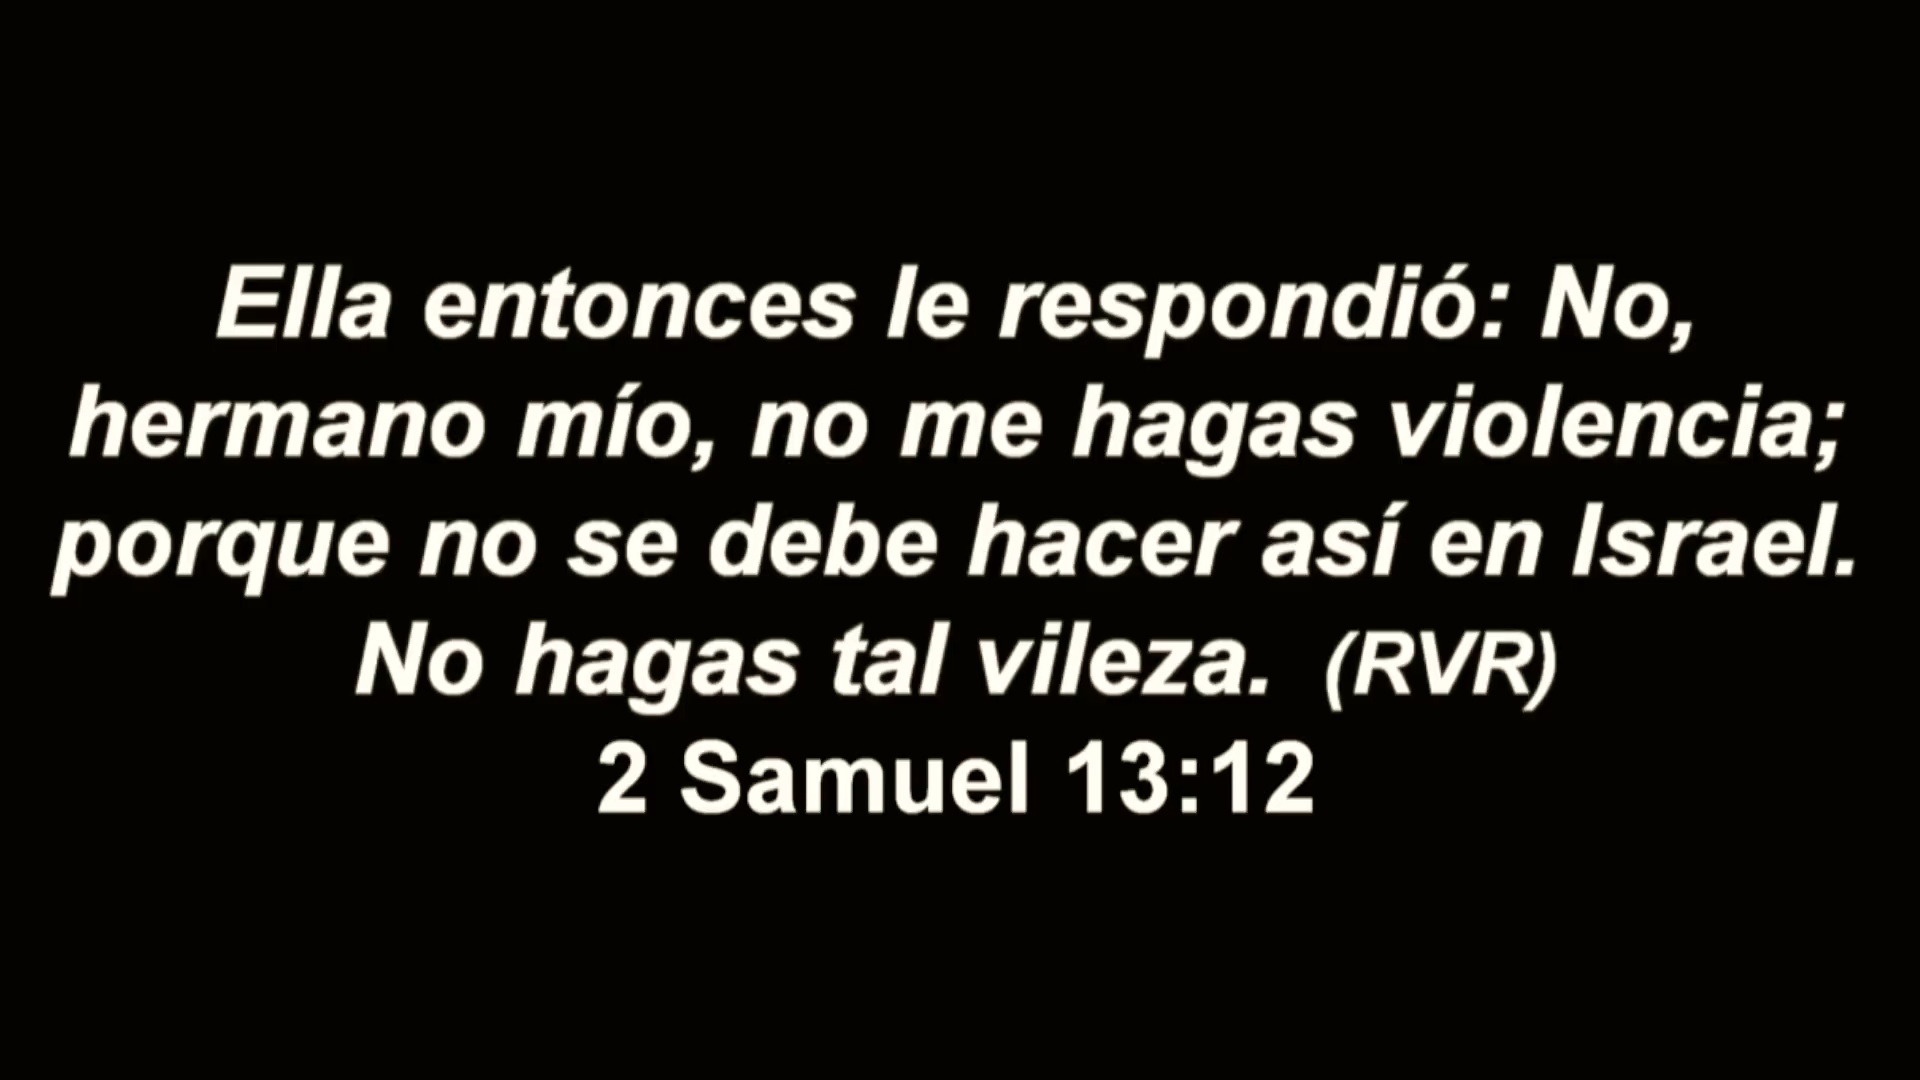 Ella entonces le respondió: No,
hermano mío, no me hagas violencia;
porque no se debe hacer así en Israel.
No hagas tal vileza. (RVR)
2 Samuel 13:12